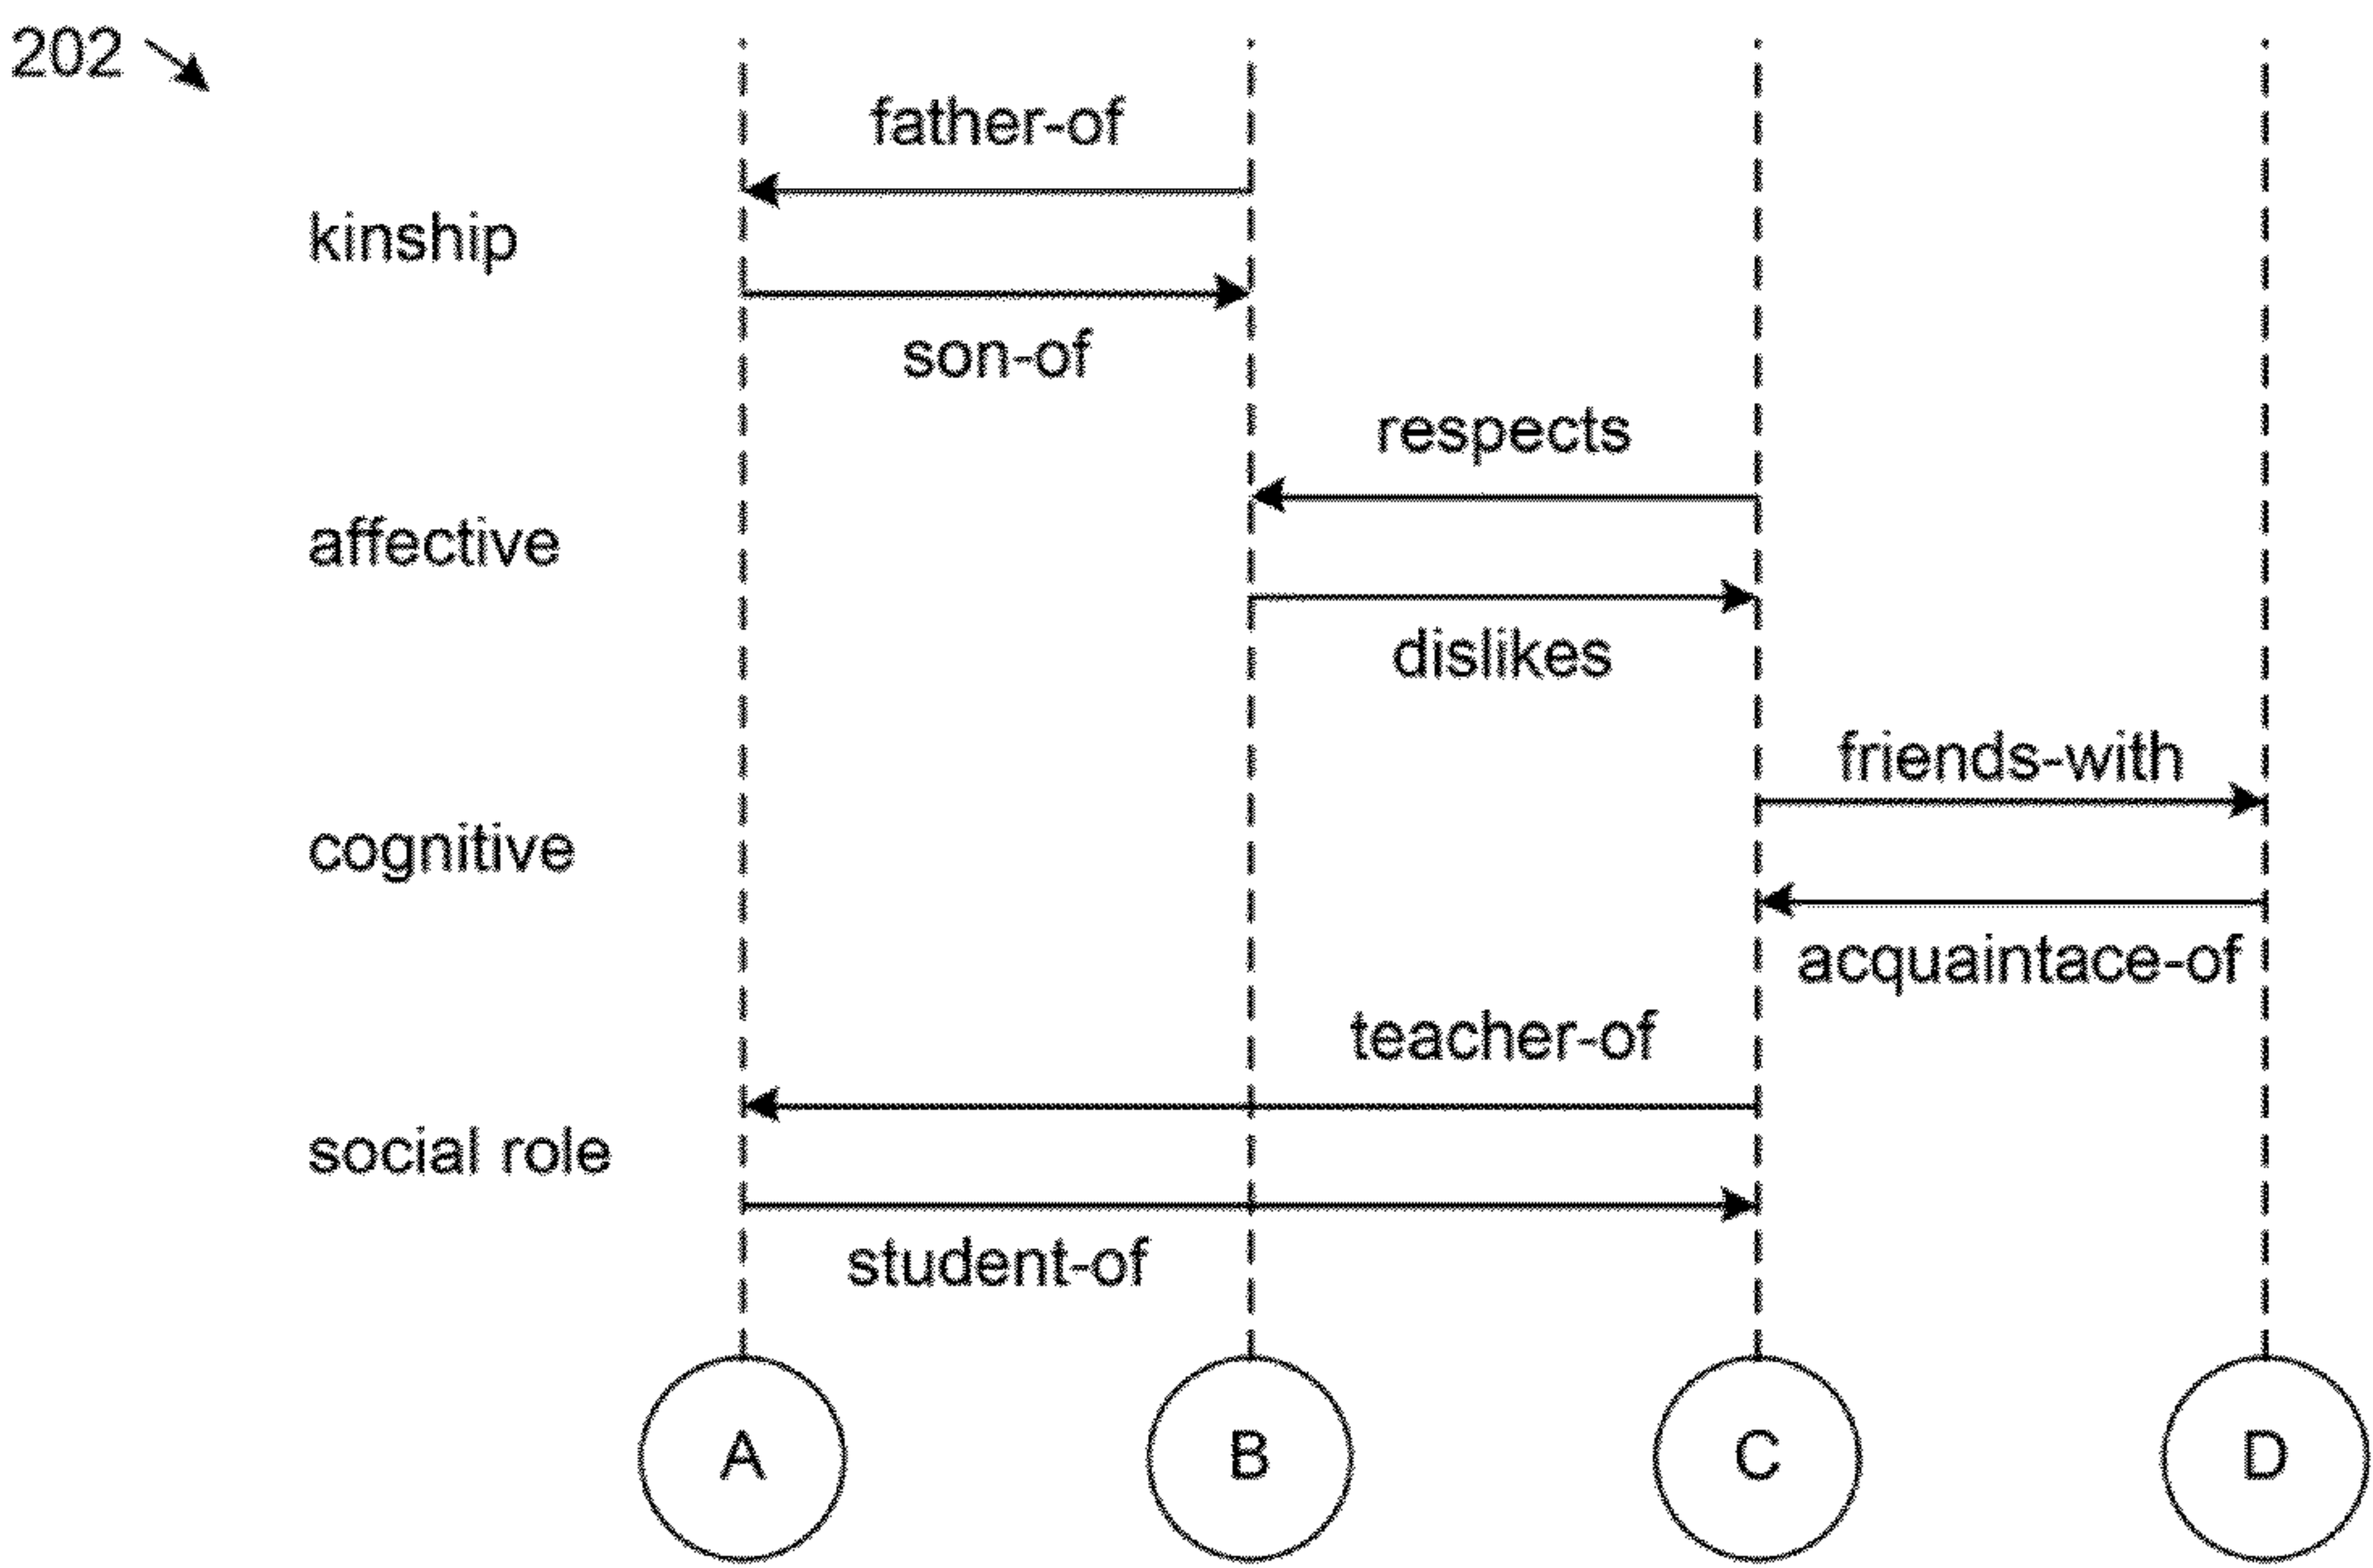 202
father-of
kinship
son-of
respects
affective
dislikes
friends-with
cognitive
acquaintace-of
teacher-of
social role
student-of
A B C D